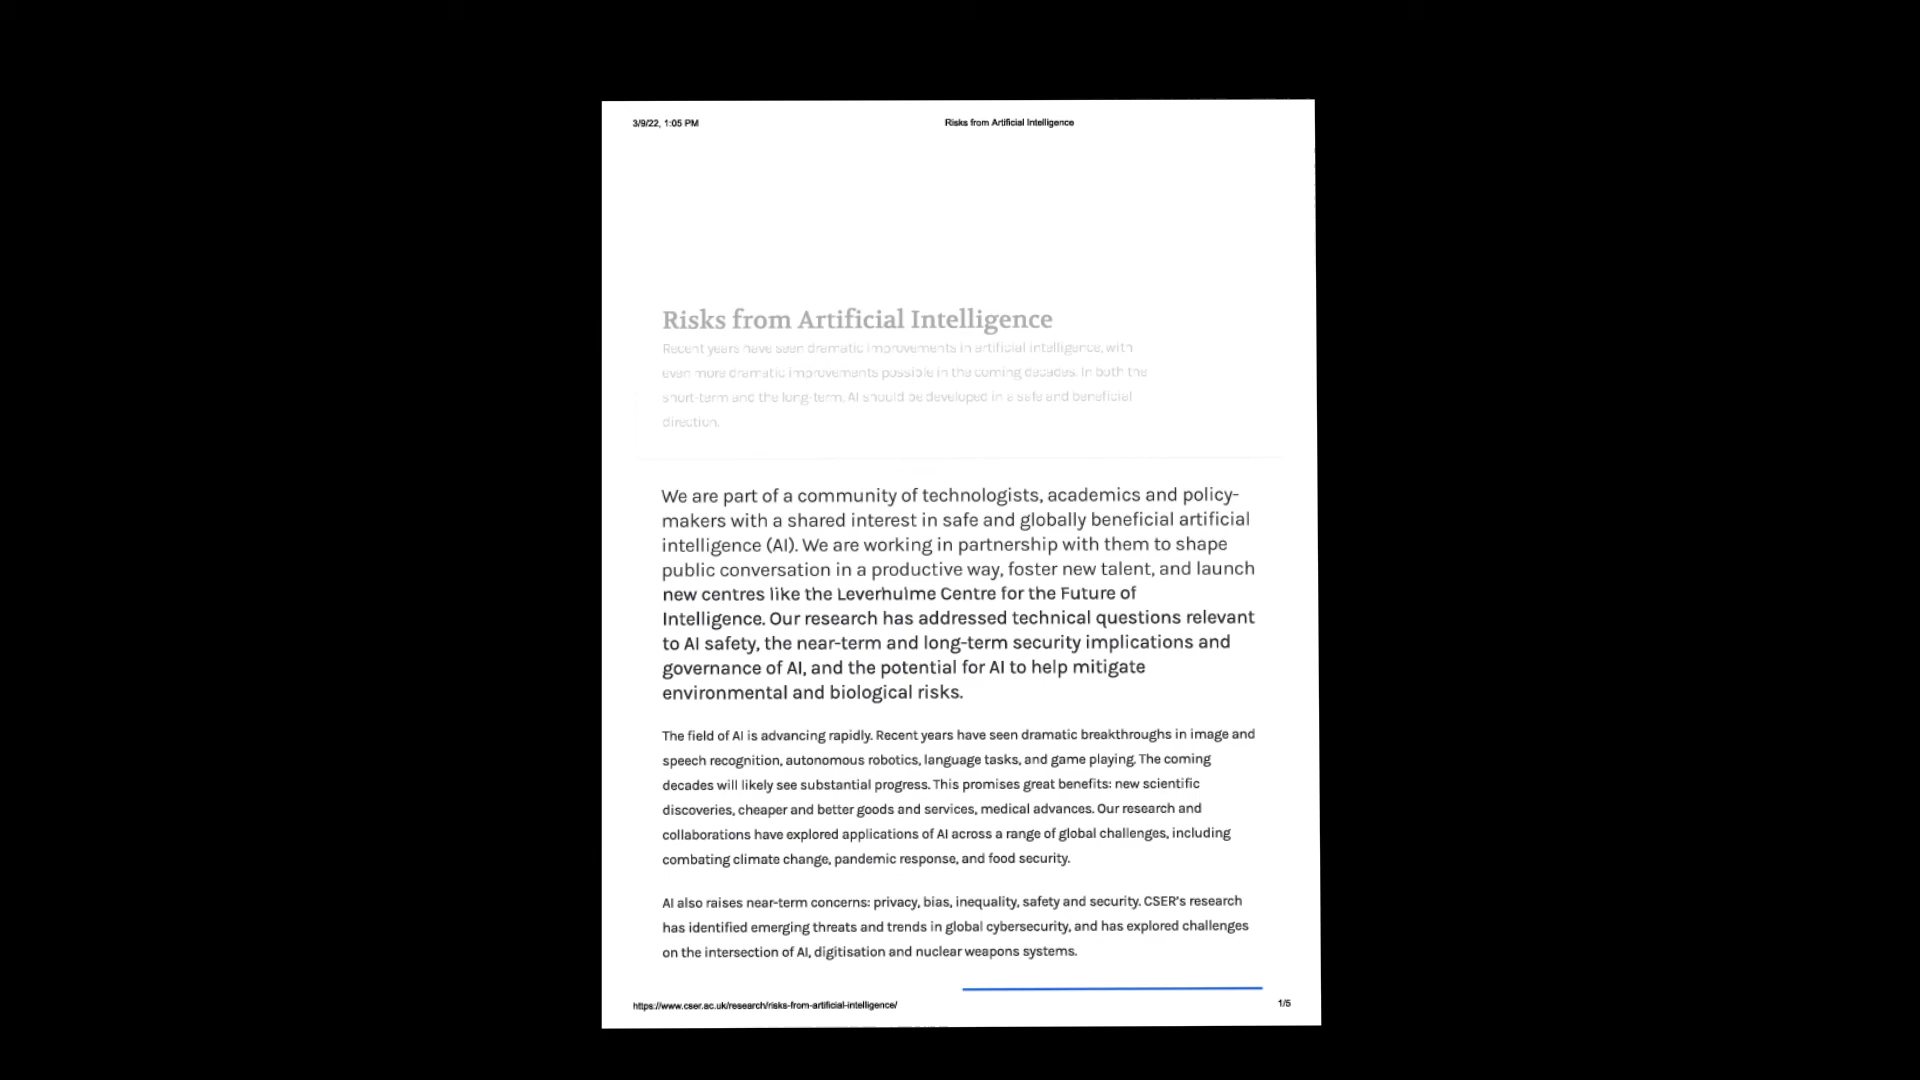 3/9/22, 1:05 PM
Risks from Artificial Intelligence
Risks from Artificial Intelligence
Recent years have seen dramatic improvements in artificial intelligence, with
even more dramatic improvements possible in the coming decades. In both the
short-term and the long-term, AI should be developed in a safe and beneficial
direction.
We are part of a community of technologists, academics and policy-
makers with a shared interest in safe and globally beneficial artificial
intelligence (AI). We are working in partnership with them to shape
public conversation in a productive way, foster new talent, and launch
new centres like the Leverhulme Centre for the Future of
Intelligence. Our research has addressed technical questions relevant
to AI safety, the near-term and long-term security implications and
governance of AI, and the potential for AI to help mitigate
environmental and biological risks.
The field of AI is advancing rapidly. Recent years have seen dramatic breakthroughs in image and
speech recognition, autonomous robotics, language tasks, and game playing. The coming
decades will likely see substantial progress. This promises great benefits: new scientific
discoveries, cheaper and better goods and services, medical advances. Our research and
collaborations have explored applications of AI across a range of global challenges, including
combating climate change, pandemic response, and food security.
AI also raises near-term concerns: privacy, bias, inequality, safety and security. CSER's research
has identified emerging threats and trends in global cybersecurity, and has explored challenges
on the intersection of AI, digitisation and nuclear weapons systems.
https://www.cser.ac.uk/research/risks-from-artificial-intelligence/
1/5